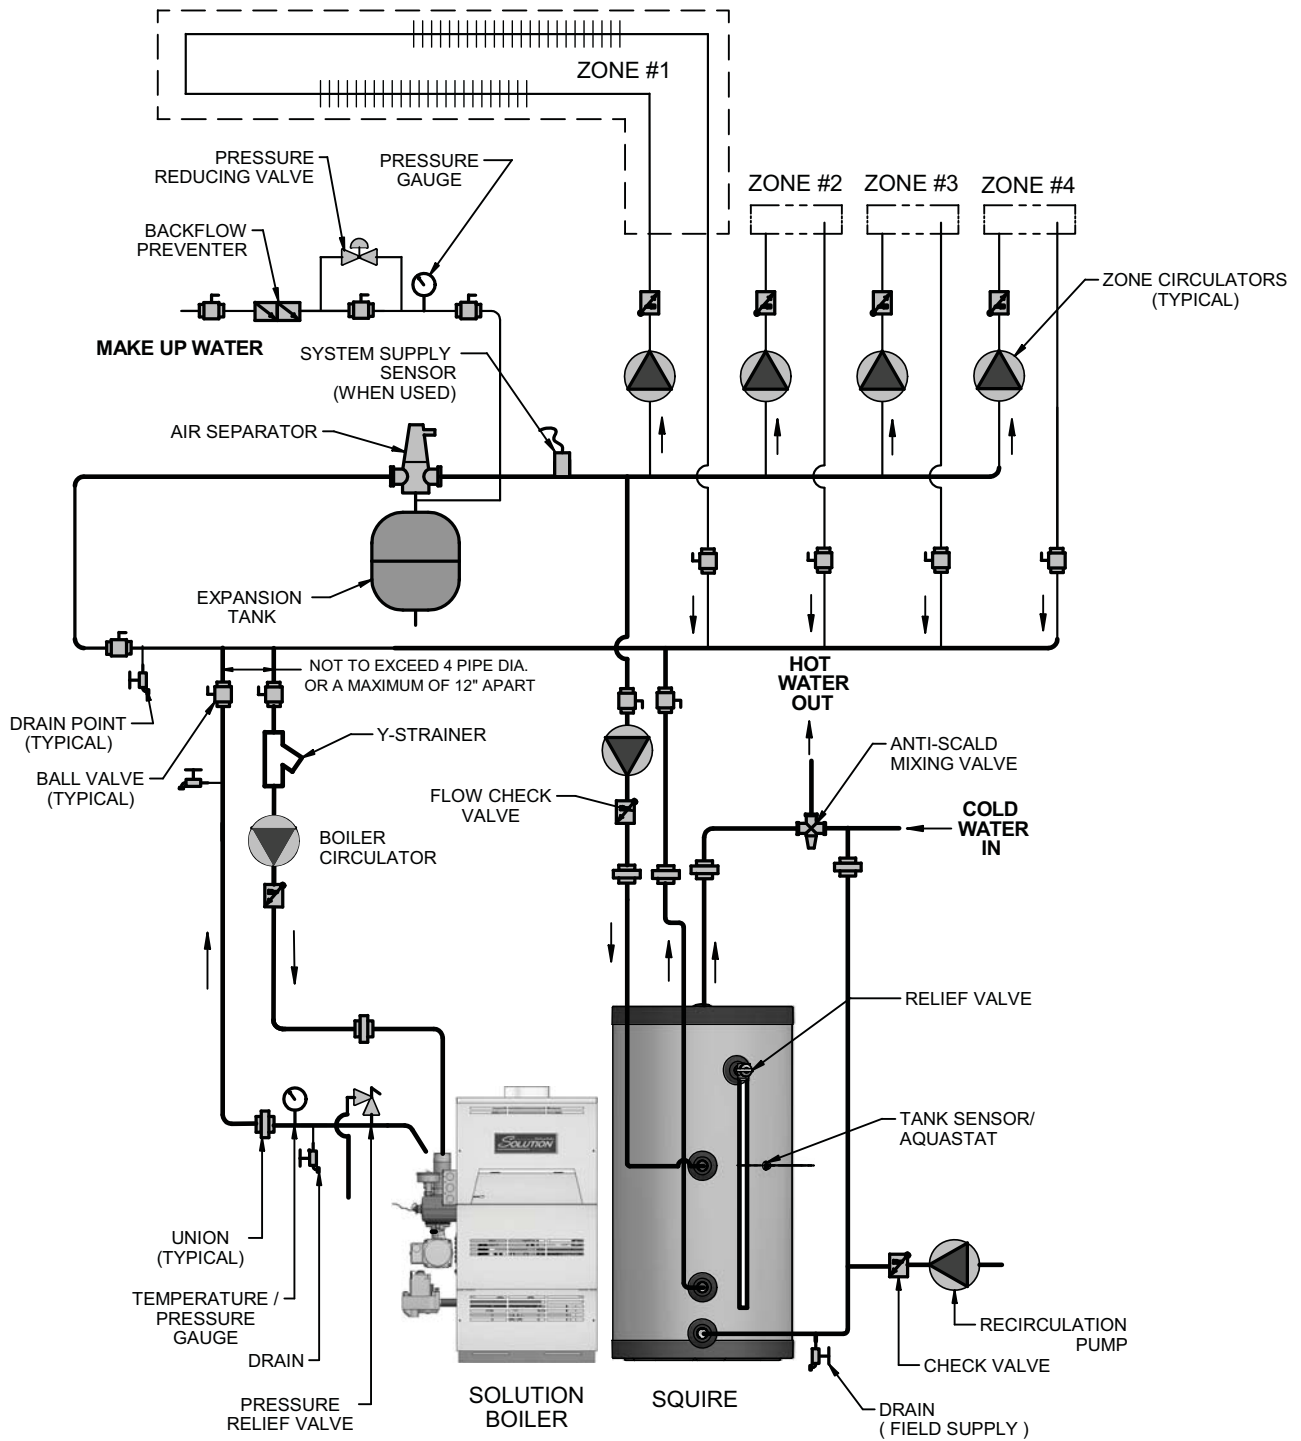 ZONE #1
PRESSURE
REDUCING VALVE
PRESSURE
GAUGE
ZONE #2
ZONE #3
ZONE #4
BACKFLOW
PREVENTER
ZONE CIRCULATORS
(TYPICAL)
MAKE UP WATER
SYSTEM SUPPLY
SENSOR
(WHEN USED)
AIR SEPARATOR
EXPANSION
TANK
NOT TO EXCEED 4 PIPE DIA.
OR A MAXIMUM OF 12" APART
HOT
WATER
OUT
DRAIN POINT
(TYPICAL)
Y-STRAINER
ANTI-SCALD
MIXING VALVE
BALL VALVE
(TYPICAL)
FLOW CHECK
VALVE
COLD
WATER
IN
BOILER
CIRCULATOR
RELIEF VALVE
TANK SENSOR/
AQUASTAT
SOLUTION
UNION
(TYPICAL)
TEMPERATURE /
PRESSURE
GAUGE
DRAIN
PRESSURE
RELIEF VALVE
SOLUTION
BOILER
SQUIRE
RECIRCULATION
PUMP
CHECK VALVE
DRAIN
( FIELD SUPPLY )